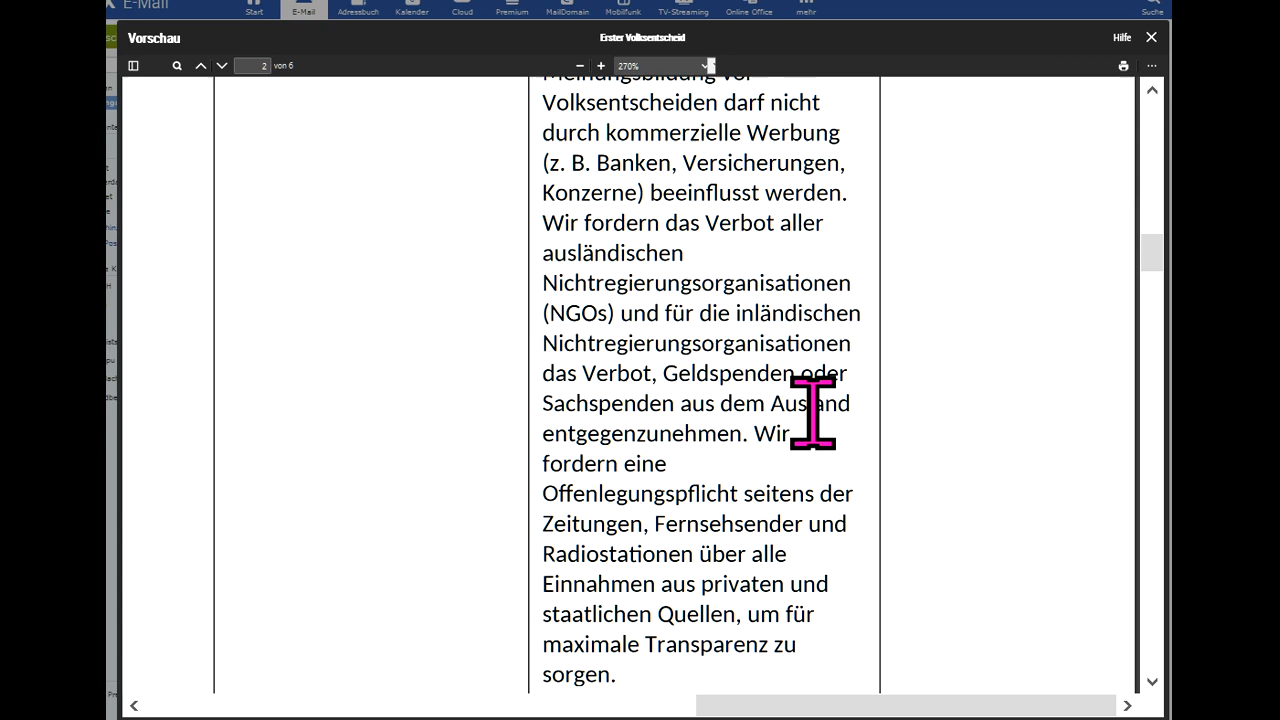 E-Mail
Start E-Mail Adressbuch Kalender Cloud Premium MailDomain Mobilfunk TV-Streaming Online Office mehr Suche
Vorschau Erster Volksentscheid Hilfe
2 von 6 270%
Meinungsbildung vor
Volksentscheiden darf nicht
durch kommerzielle Werbung
(z. B. Banken, Versicherungen,
Konzerne) beeinflusst werden.
Wir fordern das Verbot aller
ausländischen
Nichtregierungsorganisationen
(NGOs) und für die inländischen
Nichtregierungsorganisationen
das Verbot, Geldspenden oder
Sachspenden aus dem Ausland
entgegenzunehmen. Wir
fordern eine
Offenlegungspflicht seitens der
Zeitungen, Fernsehsender und
Radiostationen über alle
Einnahmen aus privaten und
staatlichen Quellen, um für
maximale Transparenz zu
sorgen.